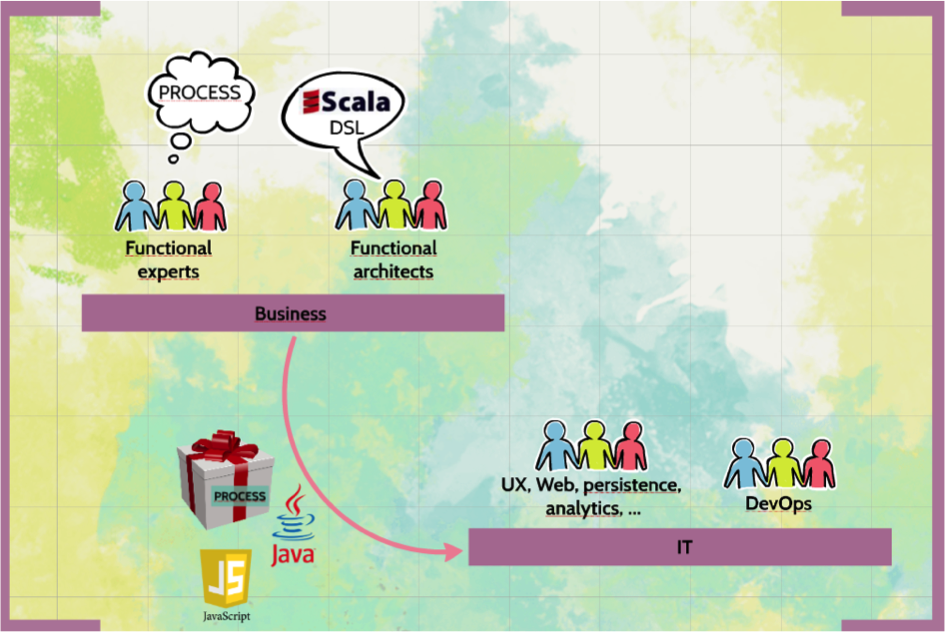 PROCESS
Scala
DSL
Functional
experts
Functional
architects
Business
PROCESS
Java
JS
JavaScript
UX, Web, persistence,
analytics, ...
DevOps
IT